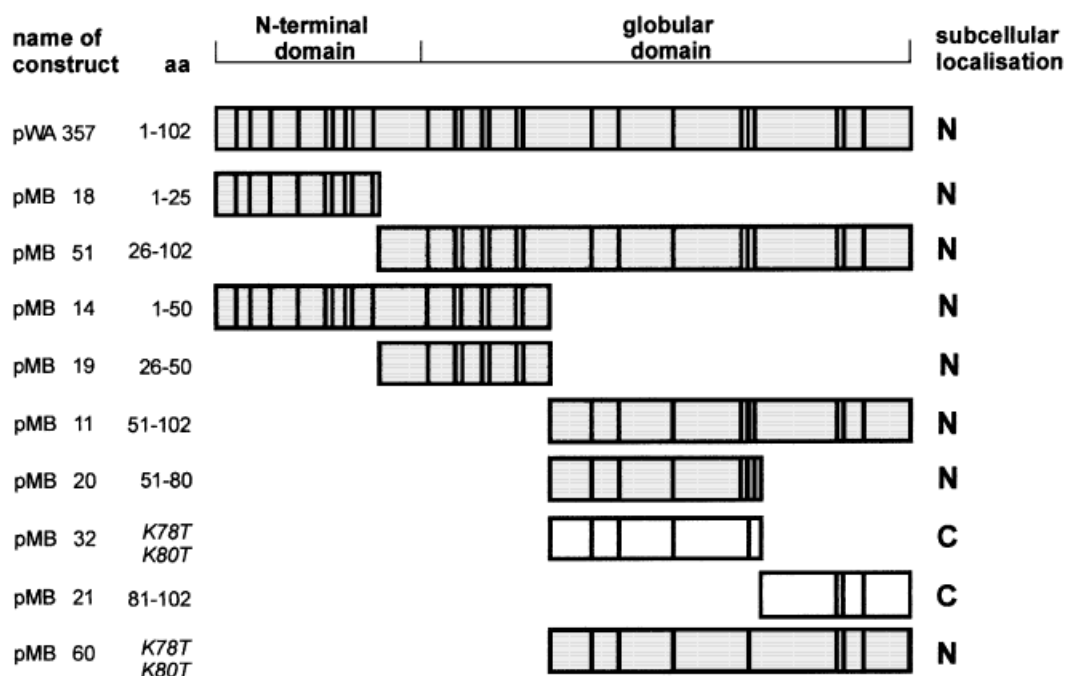 name of construct aa N-terminal domain globular domain subcellular localisation
pWA 357 1-102 N
pMB 18 1-25 N
pMB 51 26-102 N
pMB 14 1-50 N
pMB 19 26-50 N
pMB 11 51-102 N
pMB 20 51-80 N
pMB 32 K78T K80T C
pMB 21 81-102 C
pMB 60 K78T K80T N